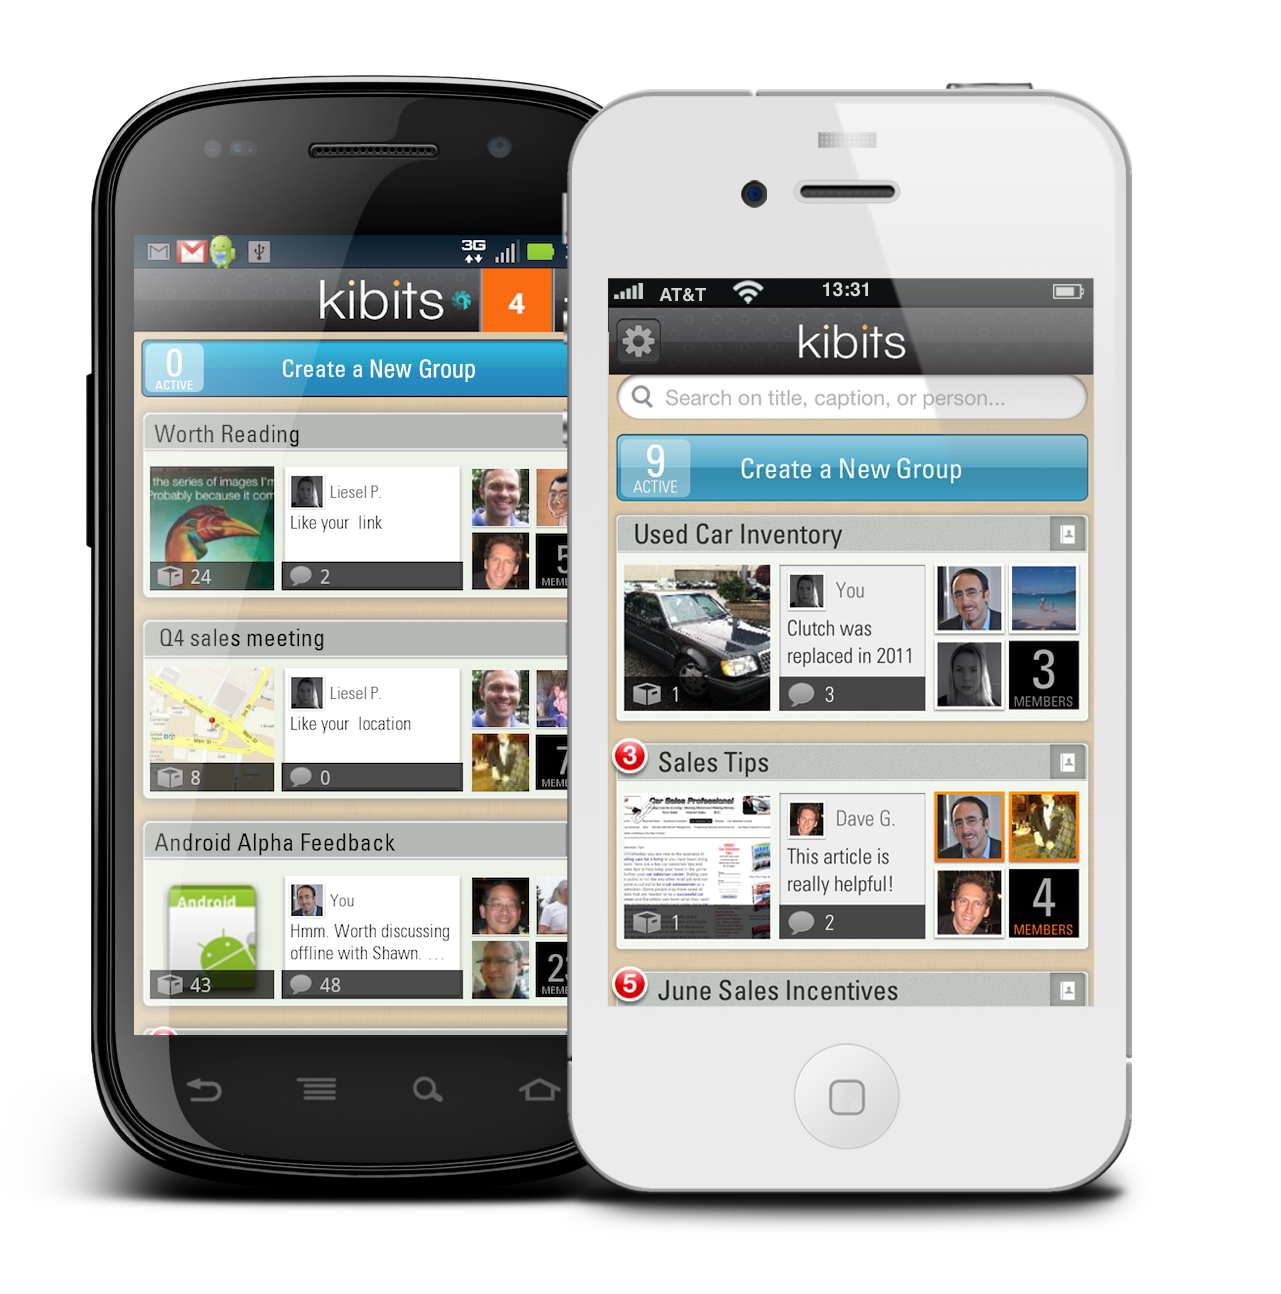 3G
kibits
4
0
ACTIVE
Create a New Group
Worth Reading
the series of images I'm
Probably because it com
Liesel P.
Like your link
24
2
5
MEMB
Q4 sales meeting
Liesel P.
Like your location
Main St
8
0
7
MEME
Android Alpha Feedback
Android
You
Hmm. Worth discussing
offline with Shawn. ...
43
48
23
MEMB
AT&T
13:31
kibits
Search on title, caption, or person...
9
ACTIVE
Create a New Group
Used Car Inventory
You
Clutch was
replaced in 2011
1
3
3
MEMBERS
3
Sales Tips
Car Sales Professional
Dave G.
This article is
really helpful!
1
2
4
MEMBERS
5
June Sales Incentives